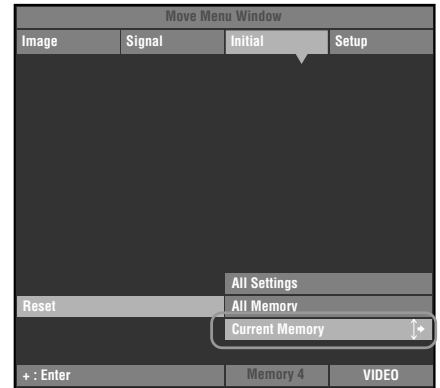 Move Menu Window
Image Signal Initial Setup
All Settings
Reset All Memory
Current Memory
+ : Enter Memory 4 VIDEO